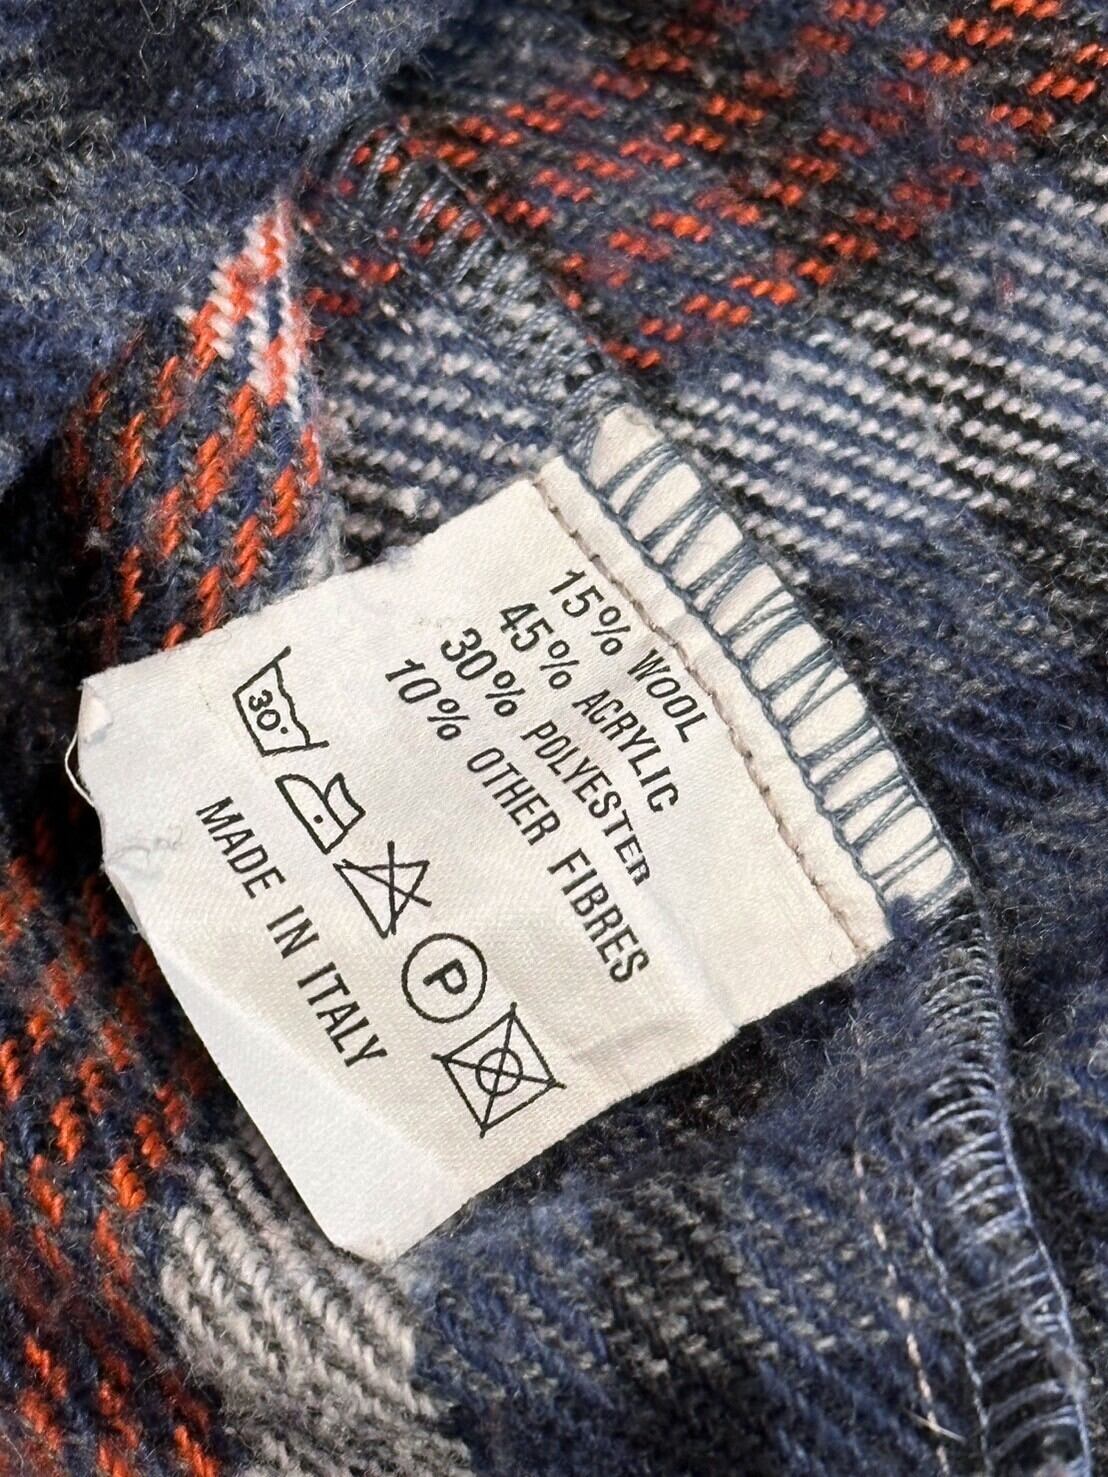 15% WOOL
45% ACRYLIC
30% POLYESTER
10% OTHER FIBRES
30°
P
MADE IN ITALY